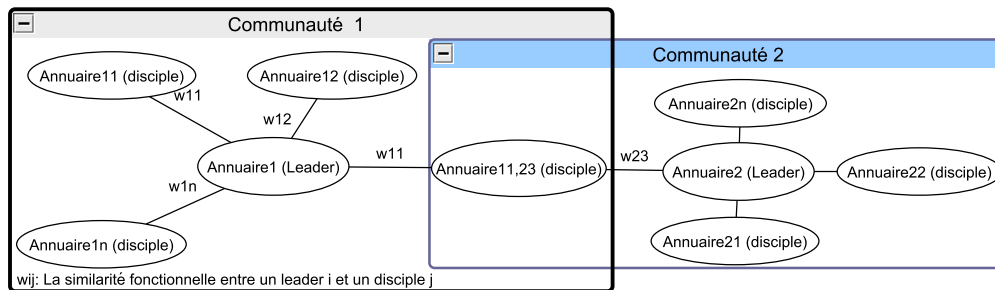 Communauté 1
Communauté 2
Annuaire11 (disciple)
Annuaire12 (disciple)
w11
w12
Annuaire2n (disciple)
Annuaire1 (Leader)
w11
Annuaire11,23 (disciple)
w23
Annuaire2 (Leader)
Annuaire22 (disciple)
w1n
Annuaire1n (disciple)
Annuaire21 (disciple)
wij: La similarité fonctionnelle entre un leader i et un disciple j